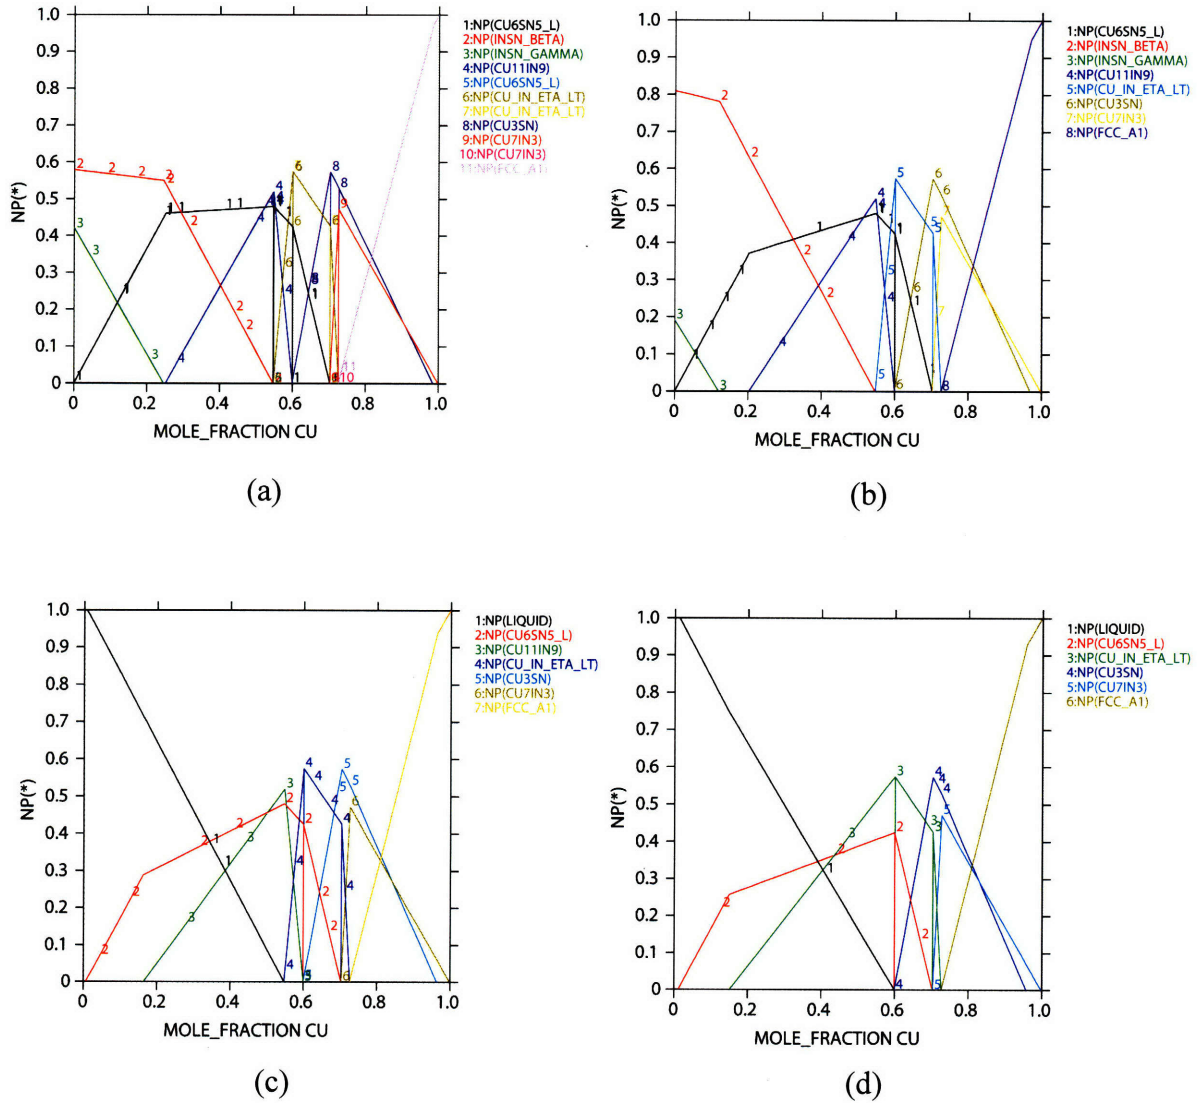 NP(*)
1.0
0.9
0.8
0.7
0.6
0.5
0.4
0.3
0.2
0.1
0
0 0.2 0.4 0.6 0.8 1.0
MOLE_FRACTION CU
1:NP(CU6SN5_L)
2:NP(INSN_BETA)
3:NP(INSN_GAMMA)
4:NP(CU11IN9)
5:NP(CU6SN5_L)
6:NP(CU_IN_ETA_LT)
7:NP(CU_IN_ETA_LT)
8:NP(CU3SN)
9:NP(CU7IN3)
10:NP(CU7IN3)
11:NP(FCC_A1)
(a)
NP(*)
1.0
0.9
0.8
0.7
0.6
0.5
0.4
0.3
0.2
0.1
0
0 0.2 0.4 0.6 0.8 1.0
MOLE_FRACTION CU
1:NP(CU6SN5_L)
2:NP(INSN_BETA)
3:NP(INSN_GAMMA)
4:NP(CU11IN9)
5:NP(CU_IN_ETA_LT)
6:NP(CU3SN)
7:NP(CU7IN3)
8:NP(FCC_A1)
(b)
NP(*)
1.0
0.9
0.8
0.7
0.6
0.5
0.4
0.3
0.2
0.1
0
0 0.2 0.4 0.6 0.8 1.0
MOLE_FRACTION CU
1:NP(LIQUID)
2:NP(CU6SN5_L)
3:NP(CU11IN9)
4:NP(CU_IN_ETA_LT)
5:NP(CU3SN)
6:NP(CU7IN3)
7:NP(FCC_A1)
(c)
NP(*)
1.0
0.9
0.8
0.7
0.6
0.5
0.4
0.3
0.2
0.1
0
0 0.2 0.4 0.6 0.8 1.0
MOLE_FRACTION CU
1:NP(LIQUID)
2:NP(CU6SN5_L)
3:NP(CU_IN_ETA_LT)
4:NP(CU3SN)
5:NP(CU7IN3)
6:NP(FCC_A1)
(d)